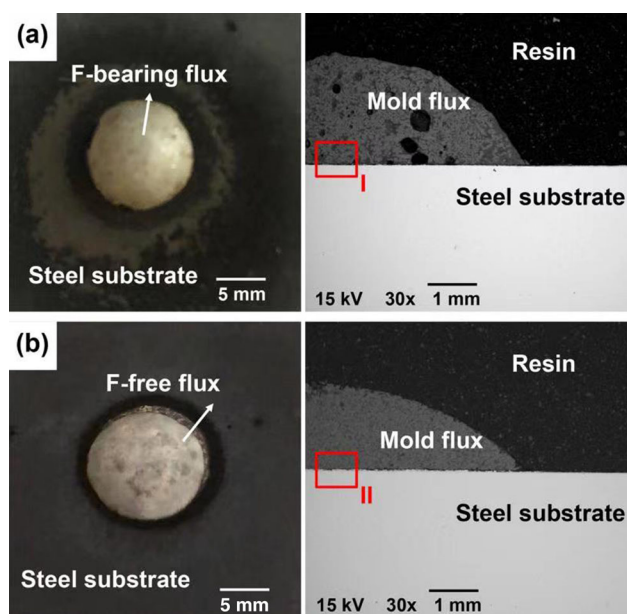 (a)
F-bearing flux
Steel substrate
5 mm
Resin
Mold flux
I
Steel substrate
15 kV 30x 1 mm
(b)
F-free flux
Steel substrate
5 mm
Resin
Mold flux
II
Steel substrate
15 kV 30x 1 mm